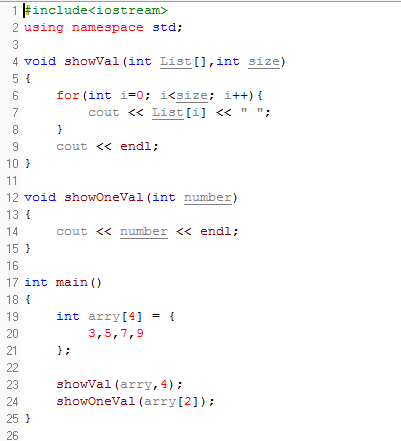 1 #include<iostream>
2 using namespace std;
3
4 void showVal(int List[],int size)
5 {
6     for(int i=0; i<size; i++){
7         cout << List[i] << " ";
8     }
9     cout << endl;
10 }
11
12 void showOneVal(int number)
13 {
14     cout << number << endl;
15 }
16
17 int main()
18 {
19     int arry[4] = {
20         3,5,7,9
21     };
22
23     showVal(arry,4);
24     showOneVal(arry[2]);
25 }
26